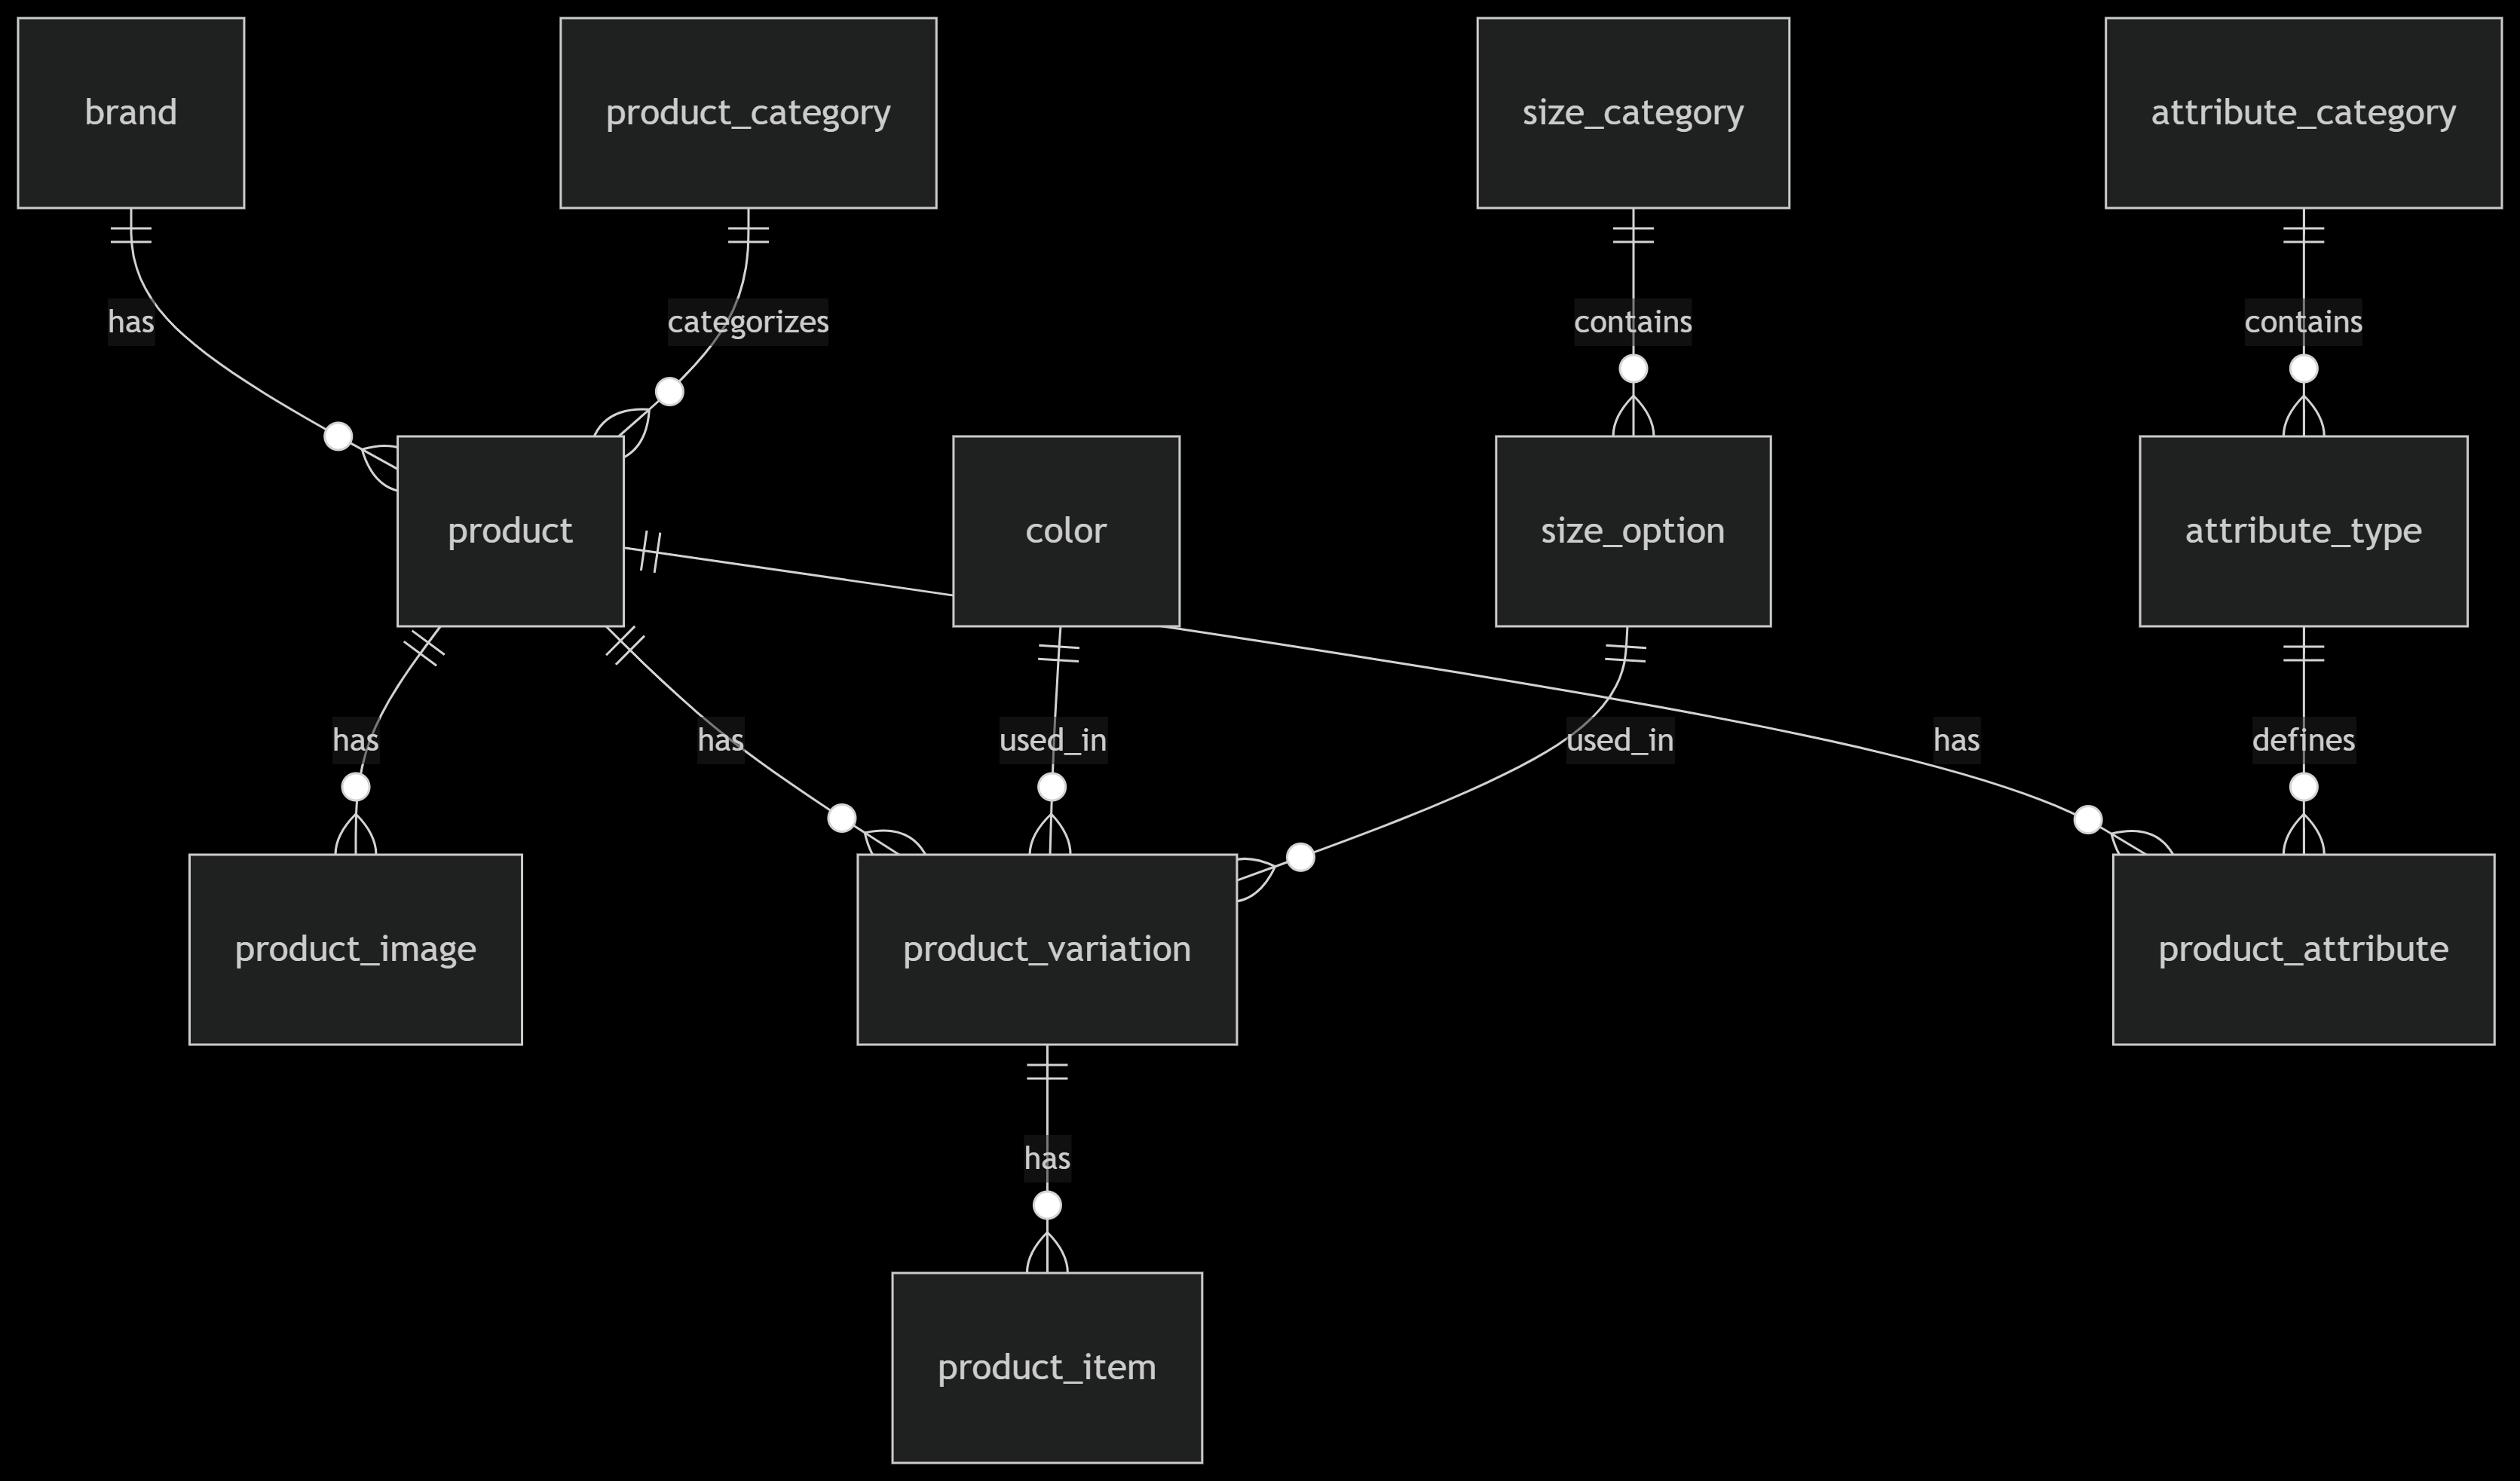 brand
product_category
size_category
attribute_category
has
categorizes
contains
contains
product
color
size_option
attribute_type
has
has
used_in
used_in
has
defines
product_image
product_variation
product_attribute
has
product_item